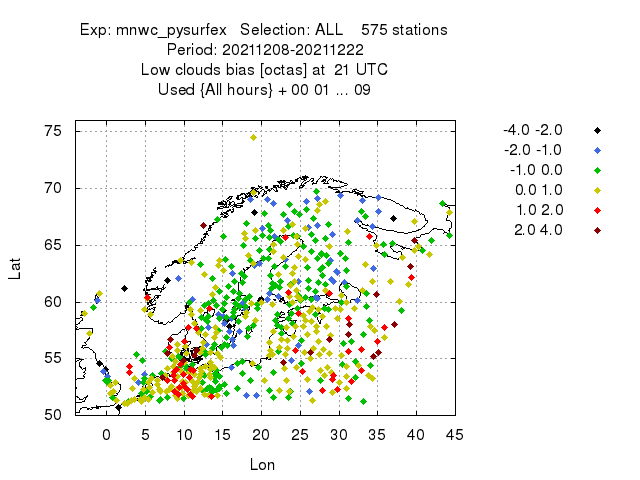 Exp: mnwc_pysurfex   Selection: ALL    575 stations
Period: 20211208-20211222
Low clouds bias [octas] at  21 UTC
Used {All hours} + 00 01 ... 09
-4.0 -2.0
-2.0 -1.0
-1.0 0.0
0.0 1.0
1.0 2.0
2.0 4.0
75
70
65
60
55
50
Lat
0 5 10 15 20 25 30 35 40 45
Lon